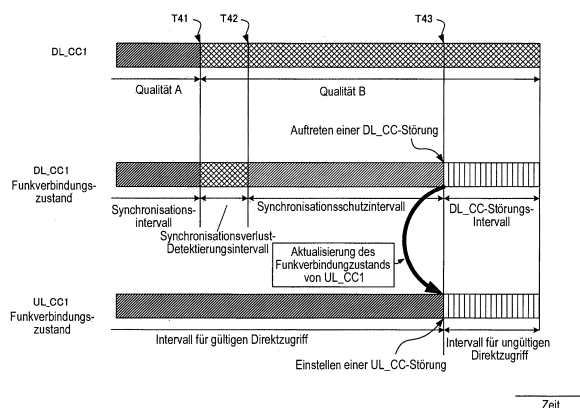 T41
T42
T43
DL_CC1
Qualität A
Qualität B
Auftreten einer DL_CC-Störung
DL_CC1
Funkverbindungs-
zustand
Synchronisations-
intervall
Synchronisationsschutzintervall
DL_CC-Störungs-
Intervall
Synchronisationsverlust-
Detektierungsintervall
Aktualisierung des
Funkverbindungzustands
von UL_CC1
UL_CC1
Funkverbindungs-
zustand
Intervall für gültigen Direktzugriff
Intervall für ungültigen
Direktzugriff
Einstellen einer UL_CC-Störung
Zeit